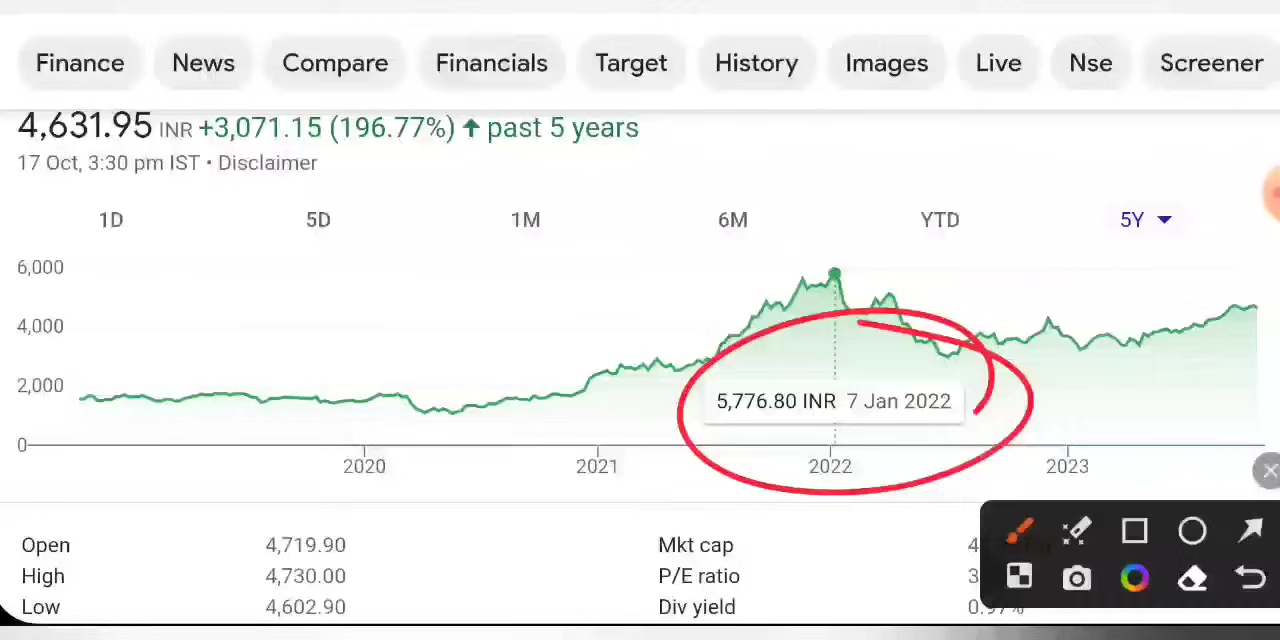 Finance News Compare Financials Target History Images Live Nse Screener
4,631.95 INR +3,071.15 (196.77%) ↑ past 5 years
17 Oct, 3:30 pm IST • Disclaimer
1D 5D 1M 6M YTD 5Y
6,000
4,000
2,000
5,776.80 INR 7 Jan 2022
0
2020 2021 2022 2023
Open 4,719.90 Mkt cap
High 4,730.00 P/E ratio
Low 4,602.90 Div yield